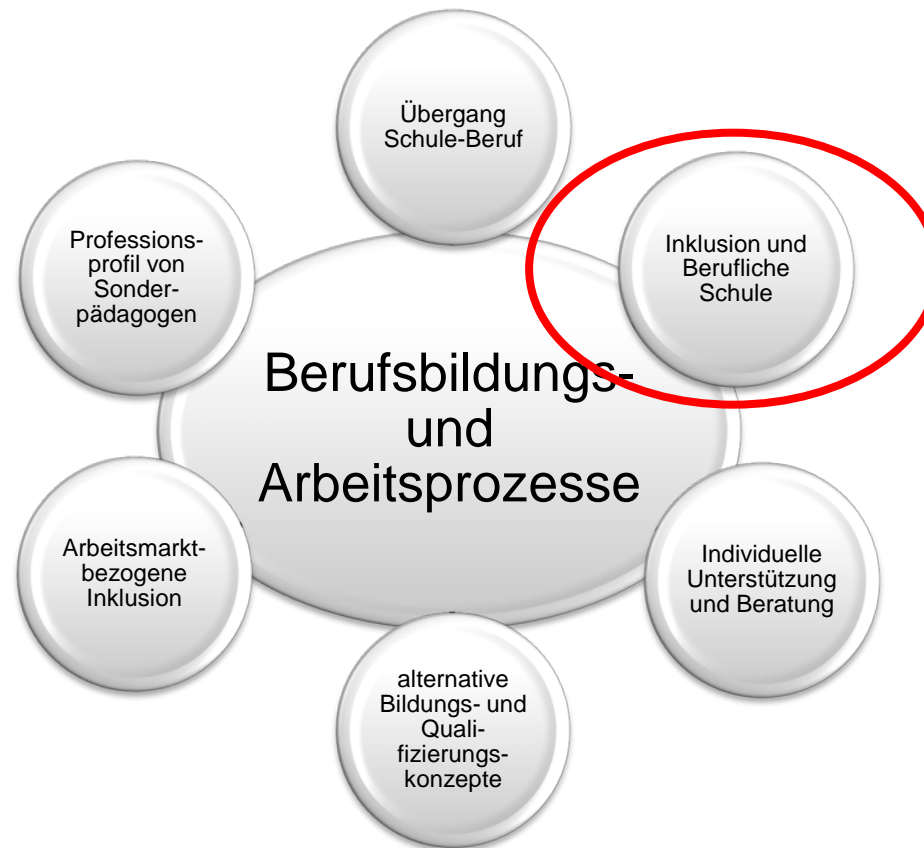 Übergang
Schule-Beruf
Inklusion und
Berufliche
Schule
Professions-
profil von
Sonder-
pädagogen
Berufsbildungs-
und
Arbeitsprozesse
Arbeitsmarkt-
bezogene
Inklusion
Individuelle
Unterstützung
und Beratung
alternative
Bildungs- und
Quali-
fizierungs-
konzepte